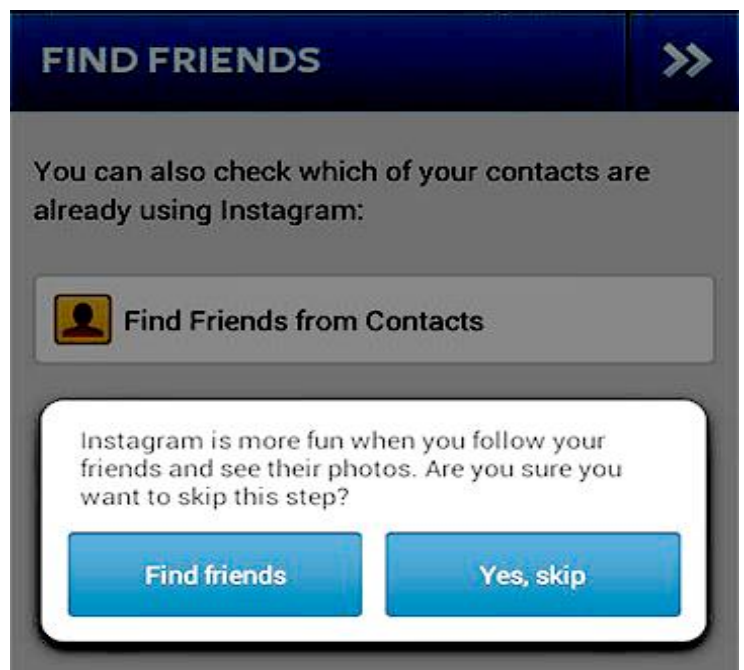 FIND FRIENDS
You can also check which of your contacts are
already using Instagram:
Find Friends from Contacts
Instagram is more fun when you follow your
friends and see their photos. Are you sure you
want to skip this step?
Find friends
Yes, skip